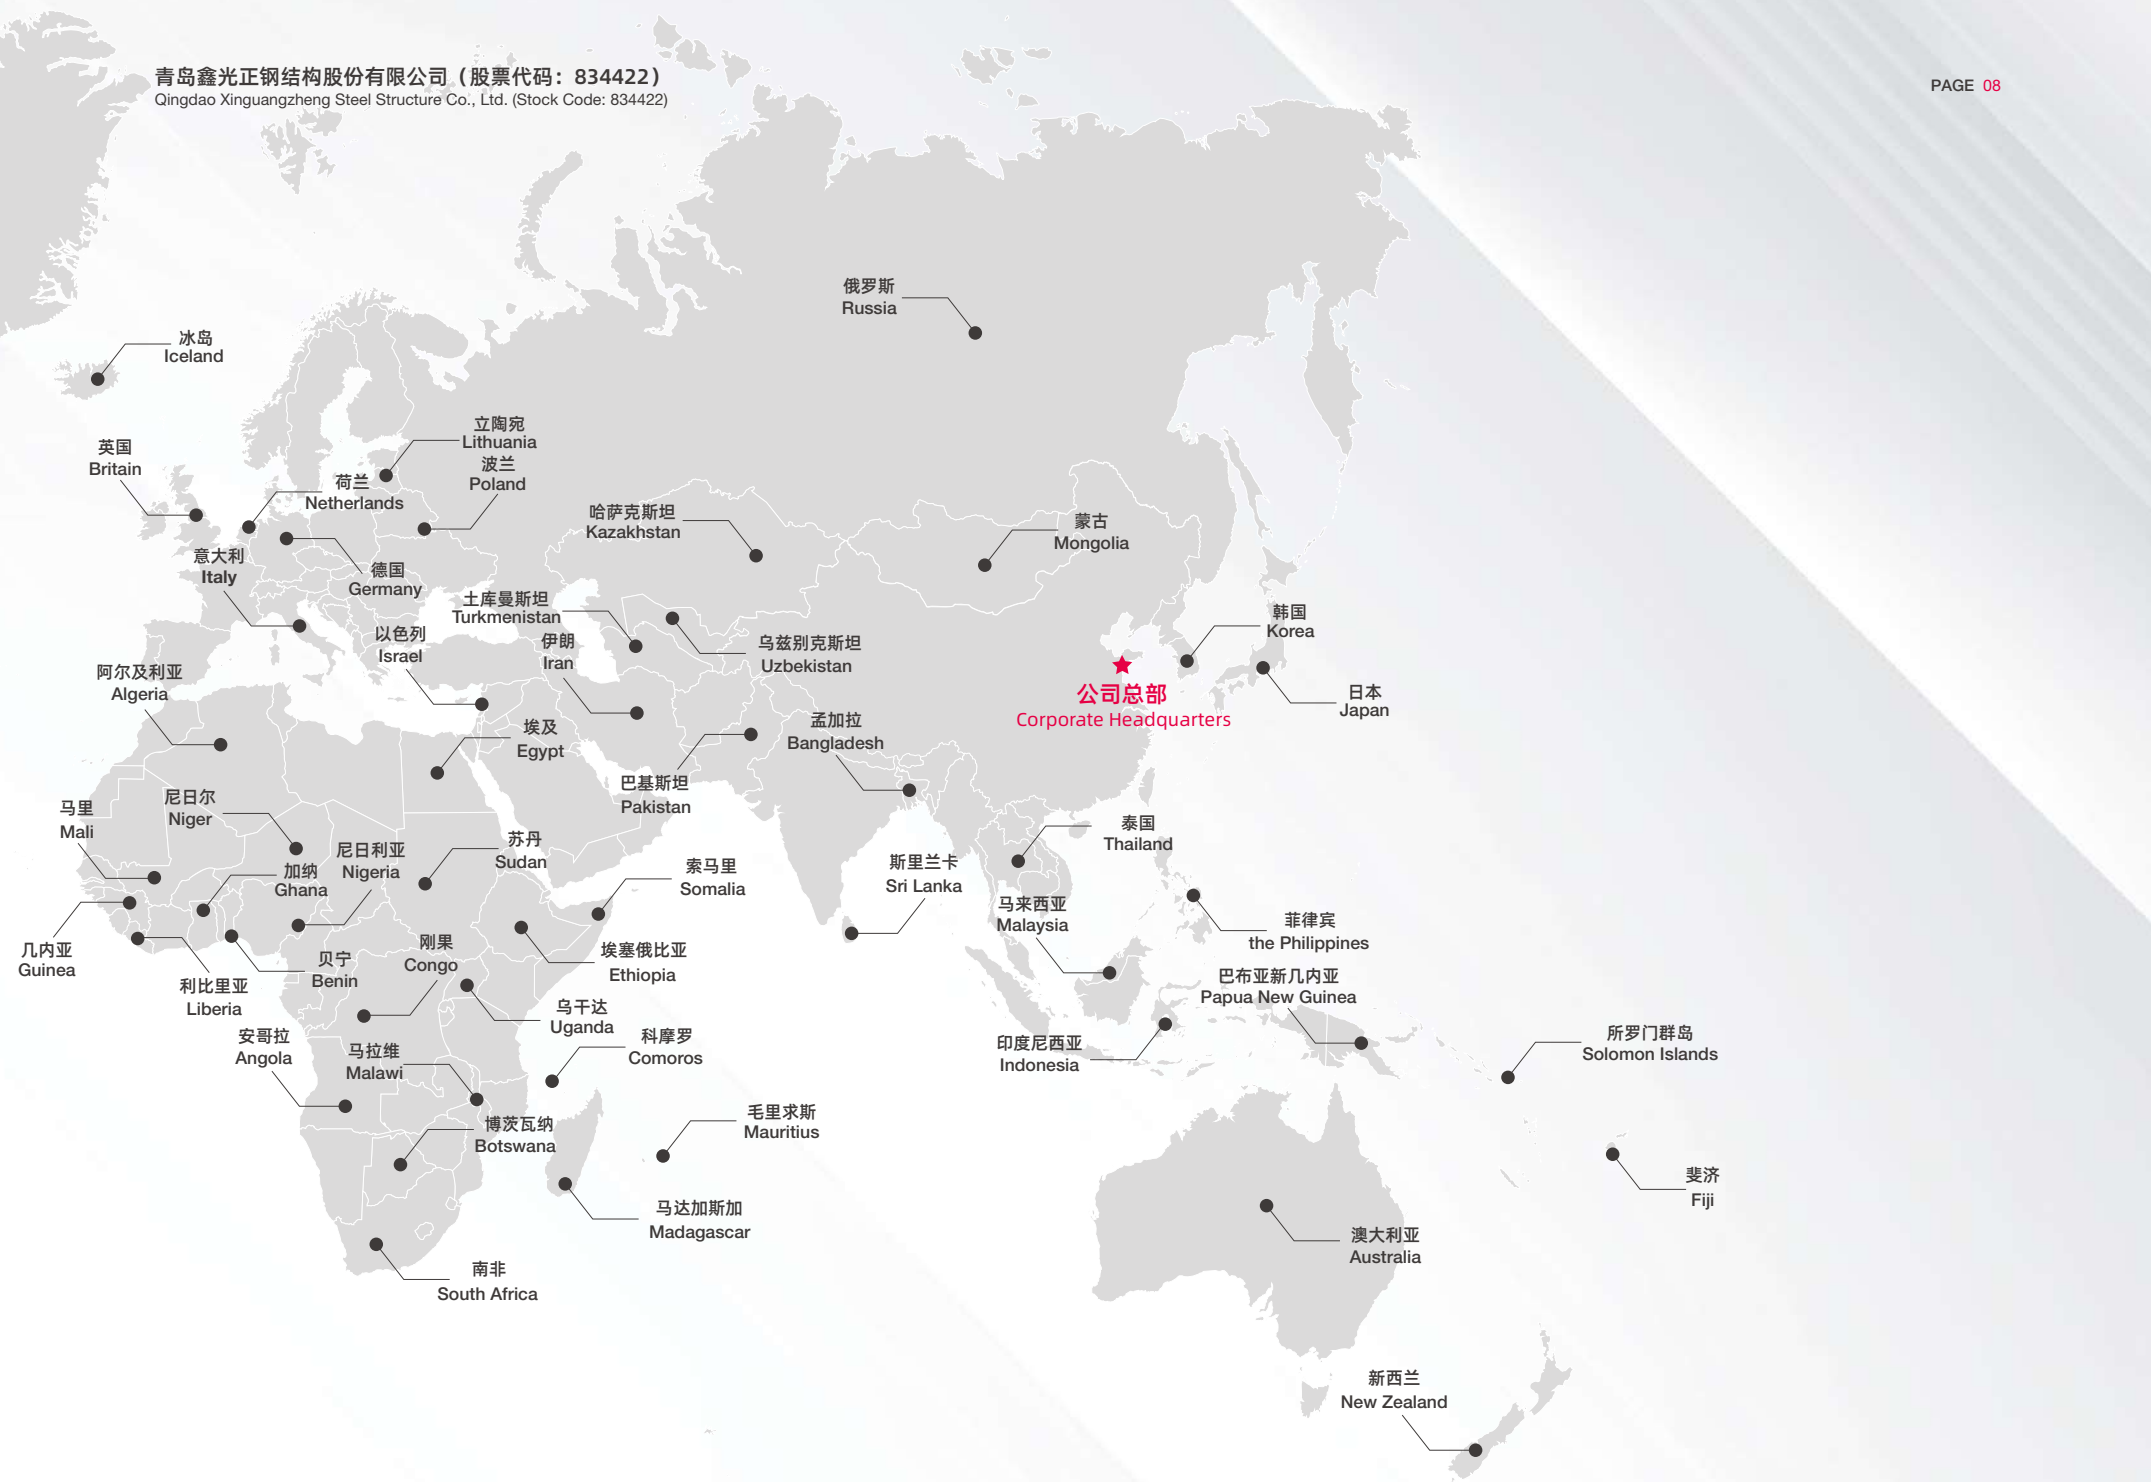 青岛鑫光正钢结构股份有限公司（股票代码：834422）
Qingdao Xinguangzheng Steel Structure Co., Ltd. (Stock Code: 834422)
PAGE 08
俄罗斯
Russia
冰岛
Iceland
立陶宛
Lithuania
英国
Britain
波兰
Poland
荷兰
Netherlands
哈萨克斯坦
Kazakhstan
蒙古
Mongolia
意大利
Italy
德国
Germany
土库曼斯坦
Turkmenistan
韩国
Korea
以色列
Israel
伊朗
Iran
乌兹别克斯坦
Uzbekistan
阿尔及利亚
Algeria
公司总部
Corporate Headquarters
日本
Japan
埃及
Egypt
孟加拉
Bangladesh
巴基斯坦
Pakistan
马里
Mali
尼日尔
Niger
泰国
Thailand
苏丹
Sudan
尼日利亚
Nigeria
加纳
Ghana
索马里
Somalia
斯里兰卡
Sri Lanka
马来西亚
Malaysia
菲律宾
the Philippines
几内亚
Guinea
刚果
Congo
埃塞俄比亚
Ethiopia
贝宁
Benin
利比里亚
Liberia
巴布亚新几内亚
Papua New Guinea
乌干达
Uganda
安哥拉
Angola
马拉维
Malawi
科摩罗
Comoros
印度尼西亚
Indonesia
所罗门群岛
Solomon Islands
博茨瓦纳
Botswana
毛里求斯
Mauritius
斐济
Fiji
马达加斯加
Madagascar
澳大利亚
Australia
南非
South Africa
新西兰
New Zealand